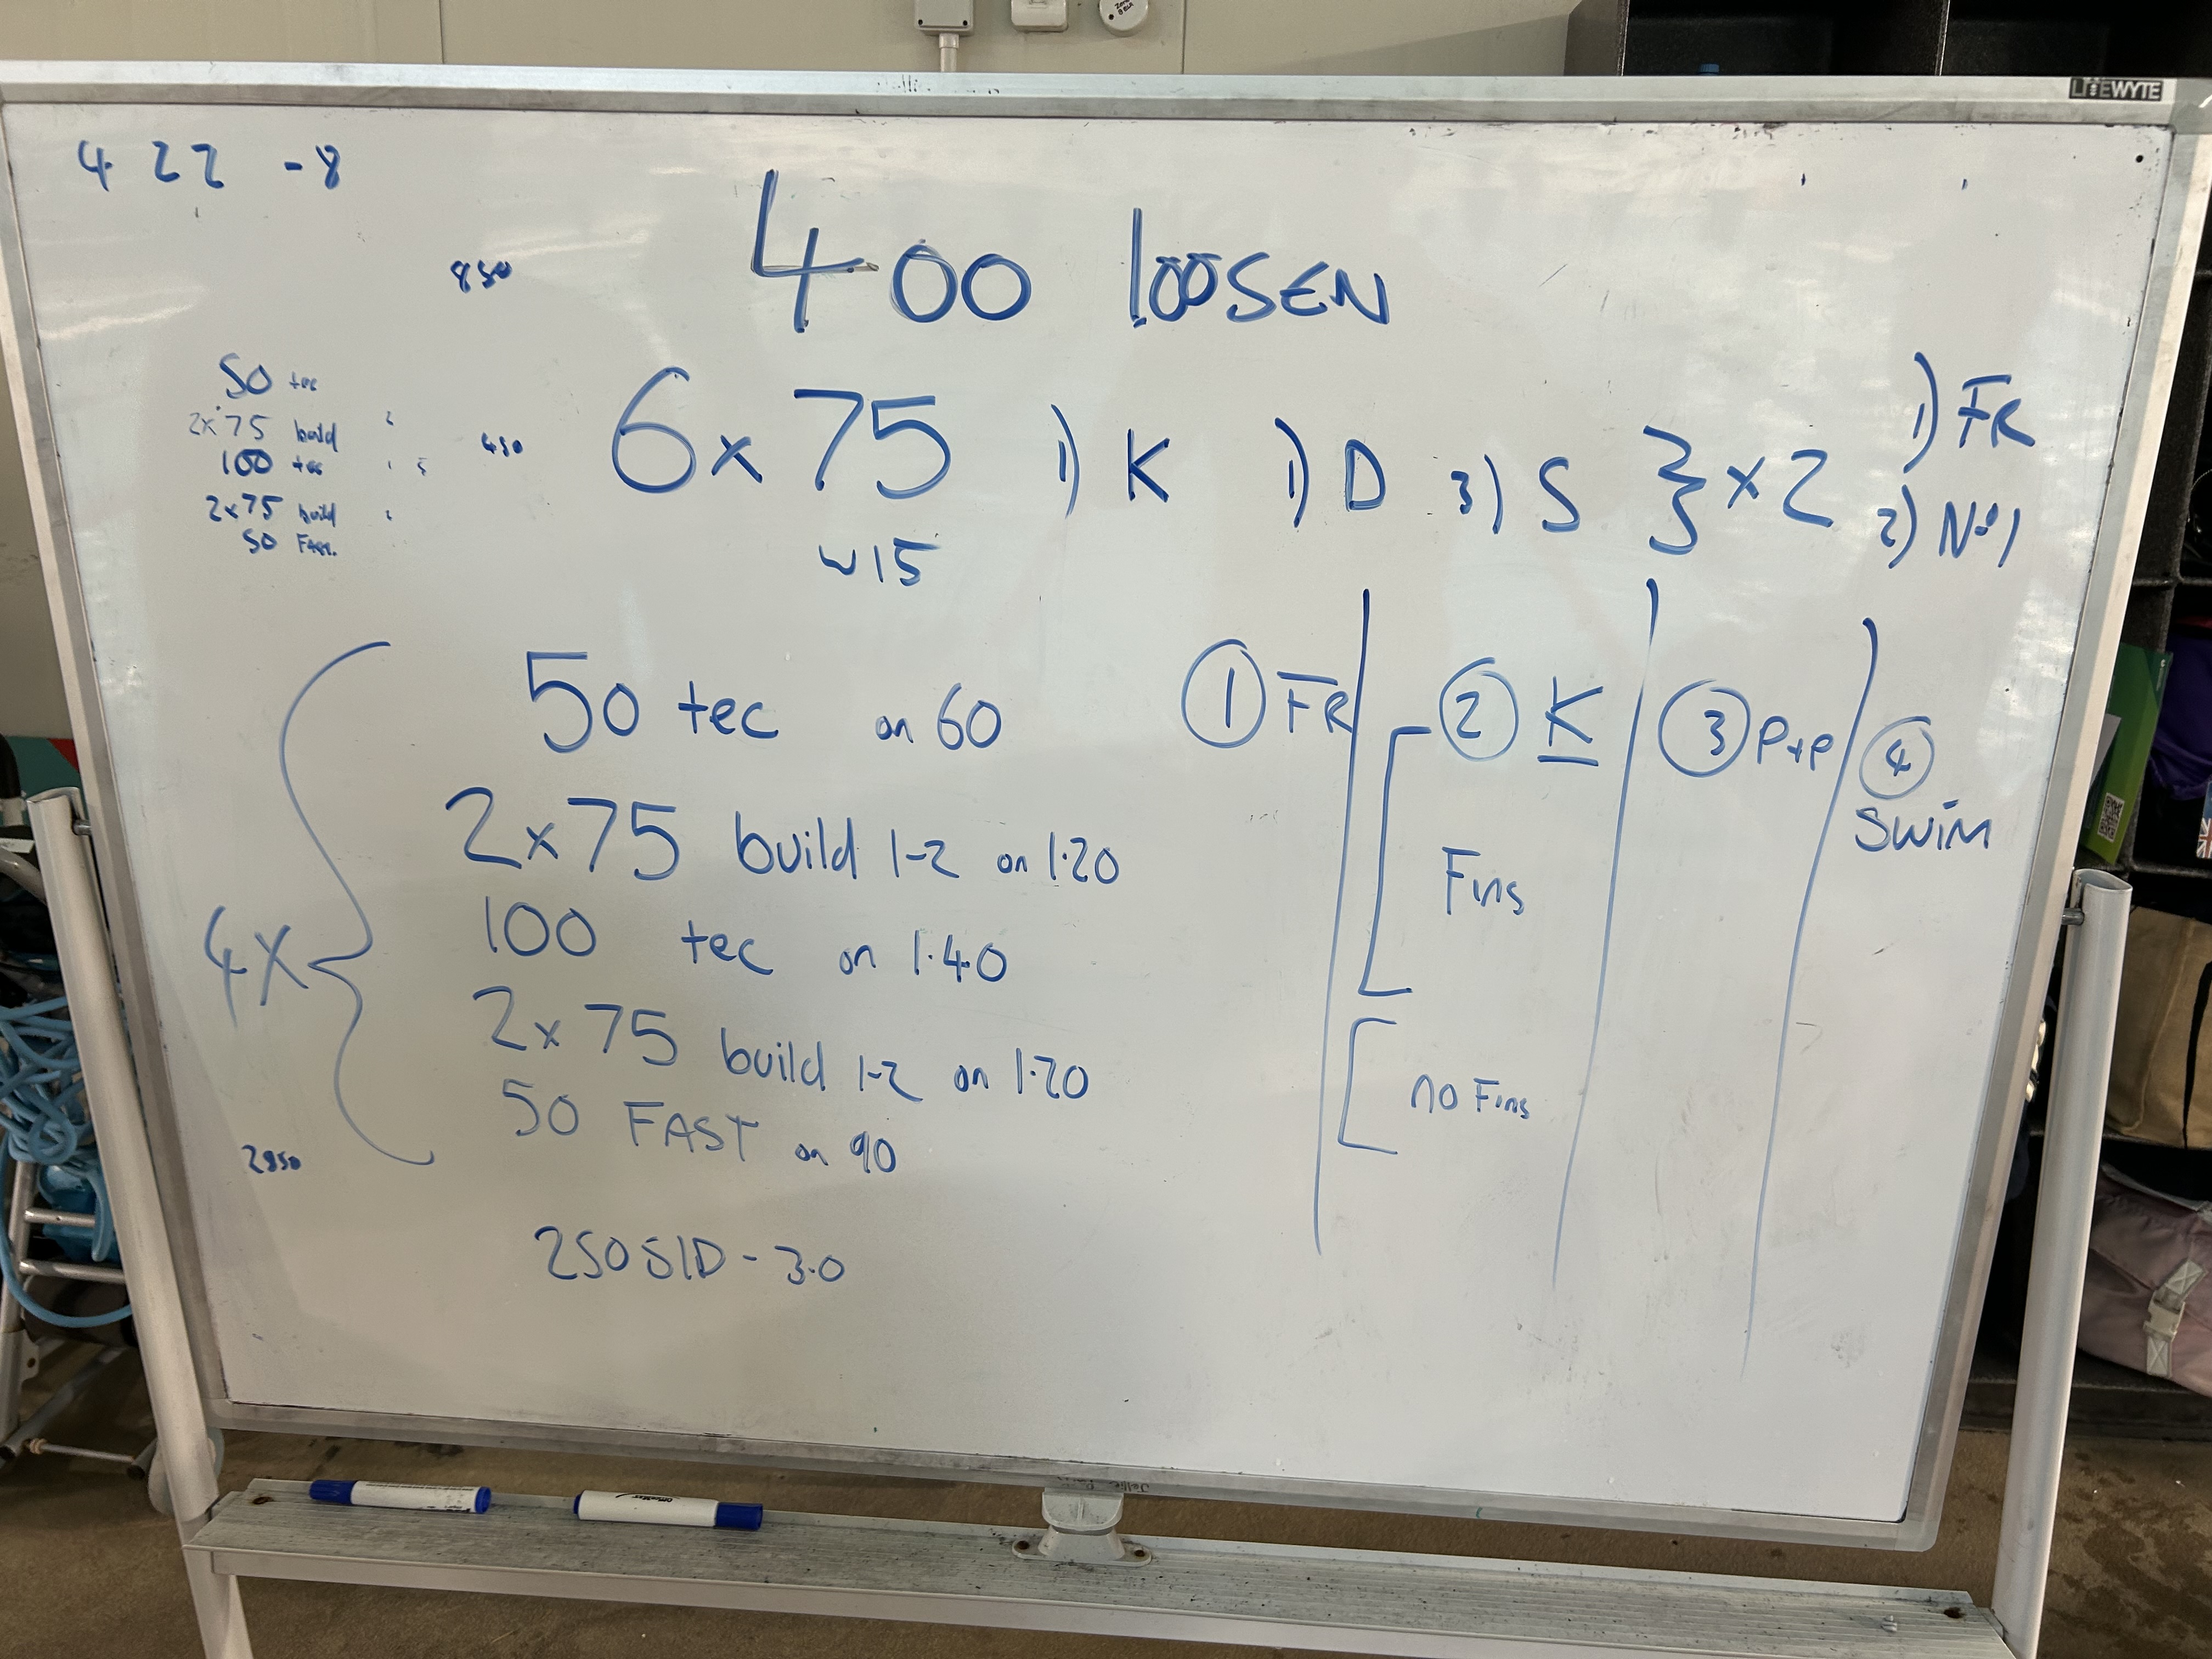 LITEWYTE
4 22 -8
850
400 loosen
50 tec
2x75 build
100 tec
2x75 build
50 Fast.
450
6x75 1) K 1) D 3) S } x2
1) FR
2) No1
15
4x {
50 tec on 60
2x75 build 1-2 on 1.20
100 tec on 1.40
2x75 build 1-2 on 1.20
50 FAST on 90
2850
250 S/D - 3.0
① FR
② K
Fins
no Fins
③ P+P
④ SWIM